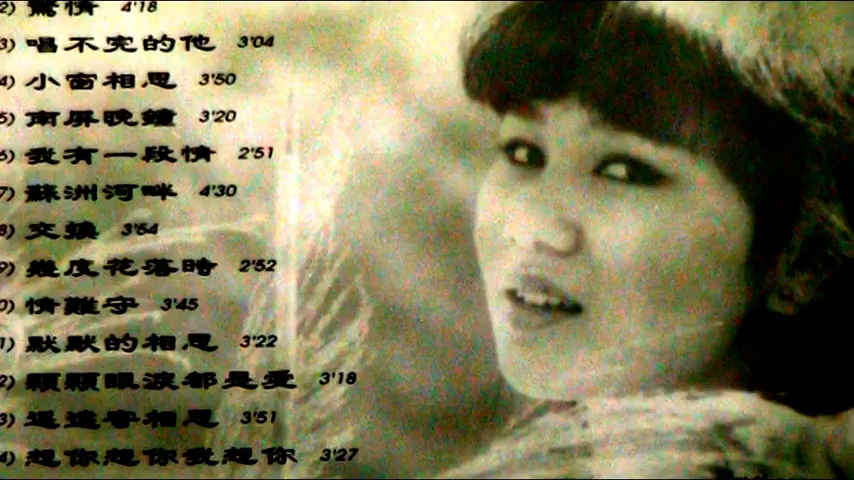 2) 驚情 4'18
3) 唱不完的他 3'04
4) 小窗相思 3'50
5) 南屏晚鐘 3'20
6) 我有一段情 2'51
7) 蘇洲河畔 4'30
8) 交換 3'54
9) 幾度花落時 2'52
0) 情難守 3'45
1) 默默的相思 3'22
2) 顆顆眼淚都是愛 3'18
3) 遥遠寄相思 3'51
4) 想你想你我想你 3'27